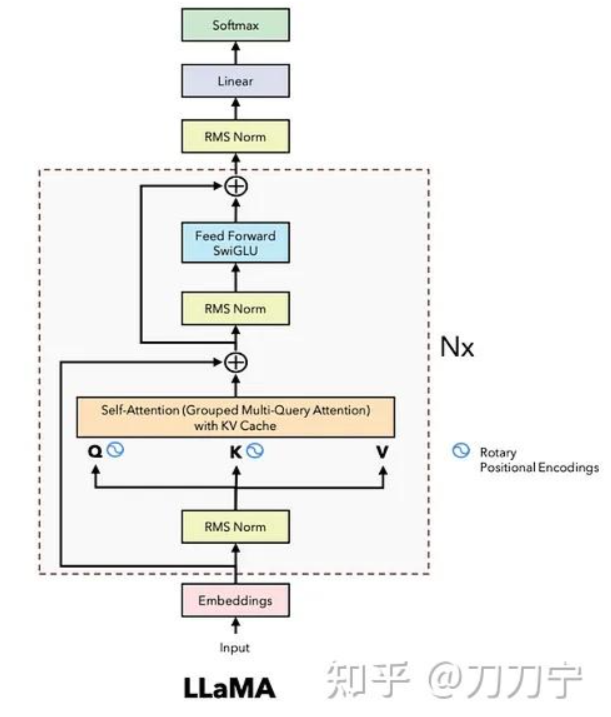 Softmax
Linear
RMS Norm
Feed Forward
SwiGLU
RMS Norm
Nx
Self-Attention (Grouped Multi-Query Attention)
with KV Cache
Q K V
Rotary
Positional Encodings
RMS Norm
Embeddings
Input
LLaMA
知乎 @刀刀宁